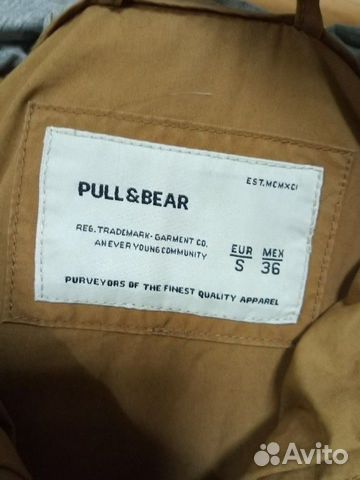 EST.MCMXCI
PULL&BEAR
REG. TRADEMARK-GARMENT CO.
AN EVER YOUNG COMMUNITY
EUR MEX
S 36
PURVEYORS OF THE FINEST QUALITY APPAREL
Avito